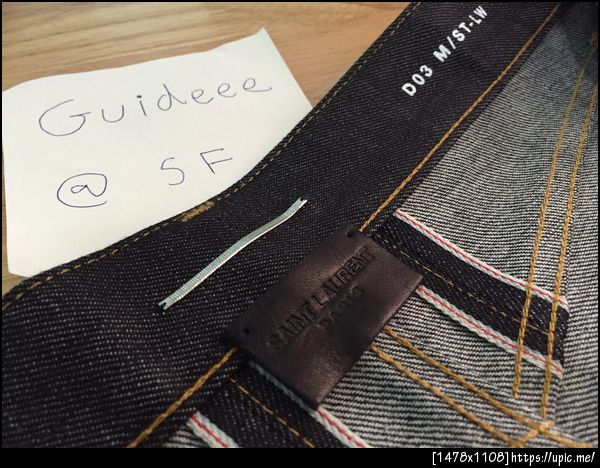 Guideee
@ SF
D03 M/ST-LW
SAINT LAURENT
PARIS
[1478x1108]https://upic.me/